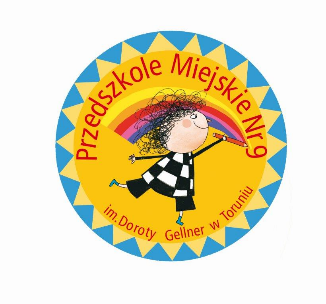 Przedszkole Miejskie Nr 9
im. Doroty Gellner w Toruniu